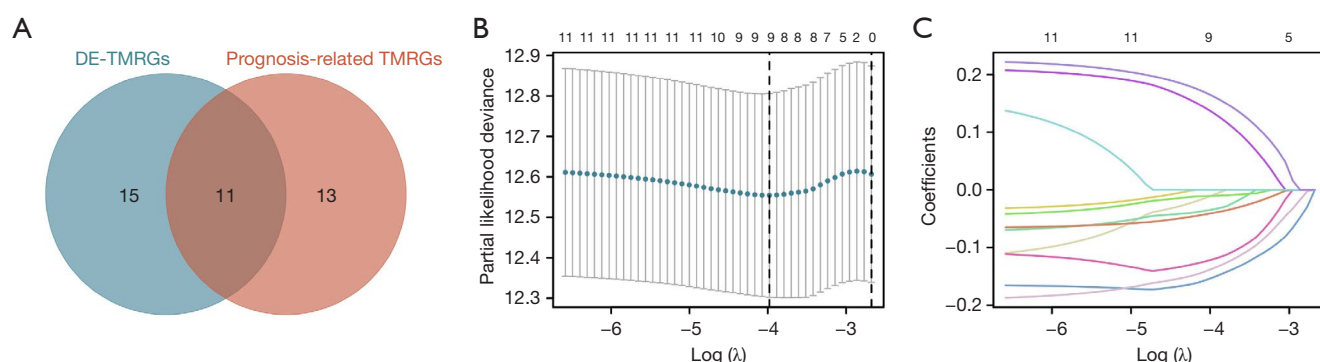 A
DE-TMRGs
Prognosis-related TMRGs
15
11
13
B
11 11 11 11 11 11 11 10 9 9 9 8 8 8 7 5 2 0
12.9
12.8
12.7
12.6
12.5
12.4
12.3
Partial likelihood deviance
−6 −5 −4 −3
Log (λ)
C
11 11 9 5
0.2
0.1
0.0
−0.1
−0.2
Coefficients
−6 −5 −4 −3
Log (λ)